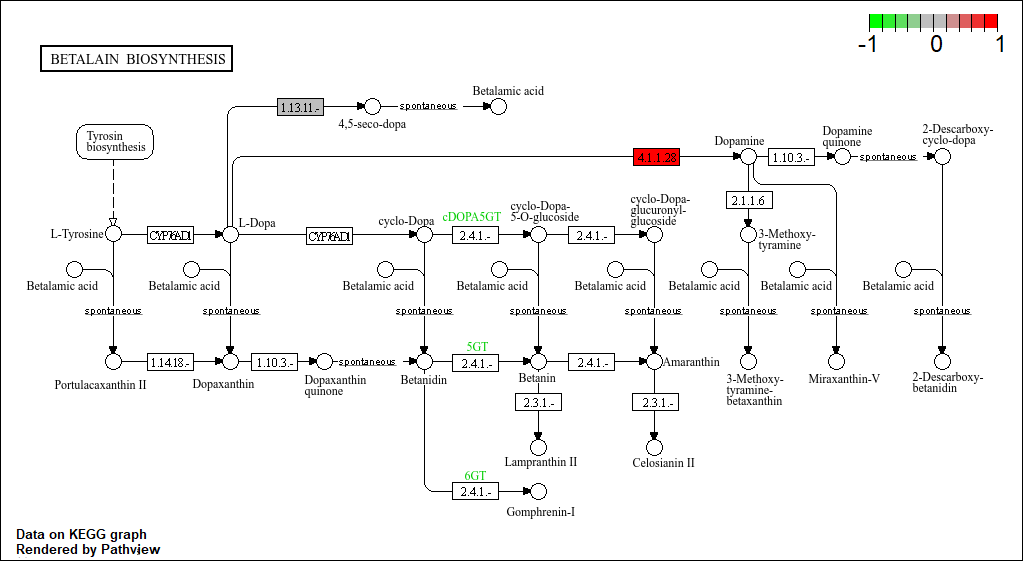 -1 0 1
BETALAIN BIOSYNTHESIS
Betalamic acid
1.13.11.-
spontaneous
4,5-seco-dopa
Tyrosin
biosynthesis
Dopamine
Dopamine
quinone
2-Descarboxy-
cyclo-dopa
4.1.1.28
1.10.3.-
spontaneous
2.1.1.6
L-Tyrosine
CYP76AD1
L-Dopa
CYP76AD1
cyclo-Dopa
cDOPA5GT
2.4.1.-
cyclo-Dopa-
5-O-glucoside
2.4.1.-
cyclo-Dopa-
glucuronyl-
glucoside
3-Methoxy-
tyramine
Betalamic acid
Betalamic acid
Betalamic acid
Betalamic acid
Betalamic acid
Betalamic acid
Betalamic acid
Betalamic acid
spontaneous
spontaneous
spontaneous
spontaneous
spontaneous
spontaneous
spontaneous
spontaneous
Portulacaxanthin II
1.14.18.-
Dopaxanthin
1.10.3.-
Dopaxanthin
quinone
spontaneous
Betanidin
5GT
2.4.1.-
Betanin
2.4.1.-
Amaranthin
3-Methoxy-
tyramine-
betaxanthin
Miraxanthin-V
2-Descarboxy-
betanidin
2.3.1.-
2.3.1.-
Lampranthin II
Celosianin II
6GT
2.4.1.-
Gomphrenin-I
Data on KEGG graph
Rendered by Pathview